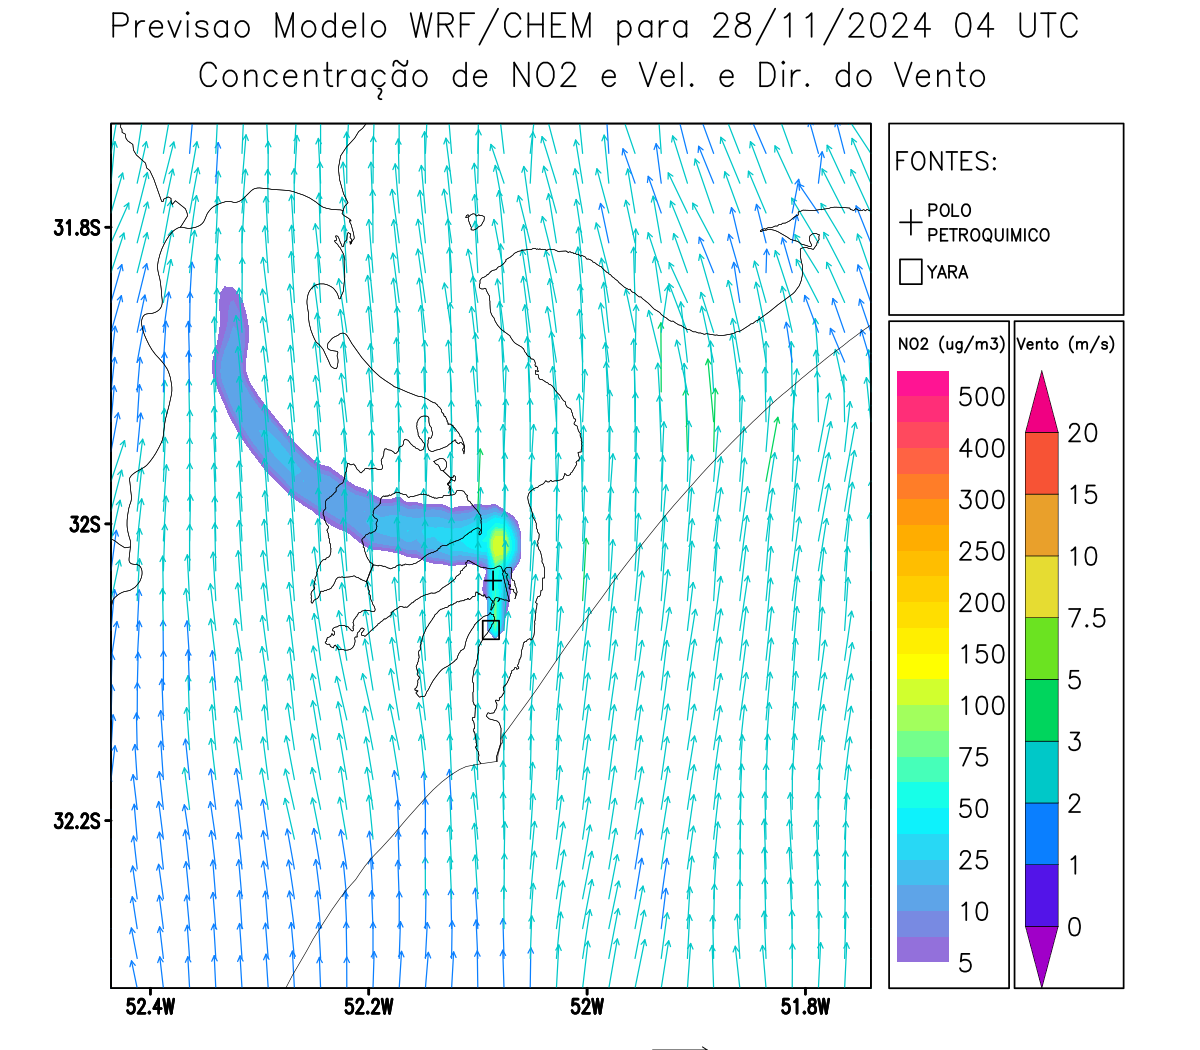 Previsao Modelo WRF/CHEM para 28/11/2024 04 UTC
Concentração de NO2 e Vel. e Dir. do Vento
FONTES:
POLO
PETROQUIMICO
YARA
NO2 (ug/m3)
500
400
300
250
200
150
100
75
50
25
10
5
Vento (m/s)
20
15
10
7.5
5
3
2
1
0
31.8S
32S
32.2S
52.4W
52.2W
52W
51.8W